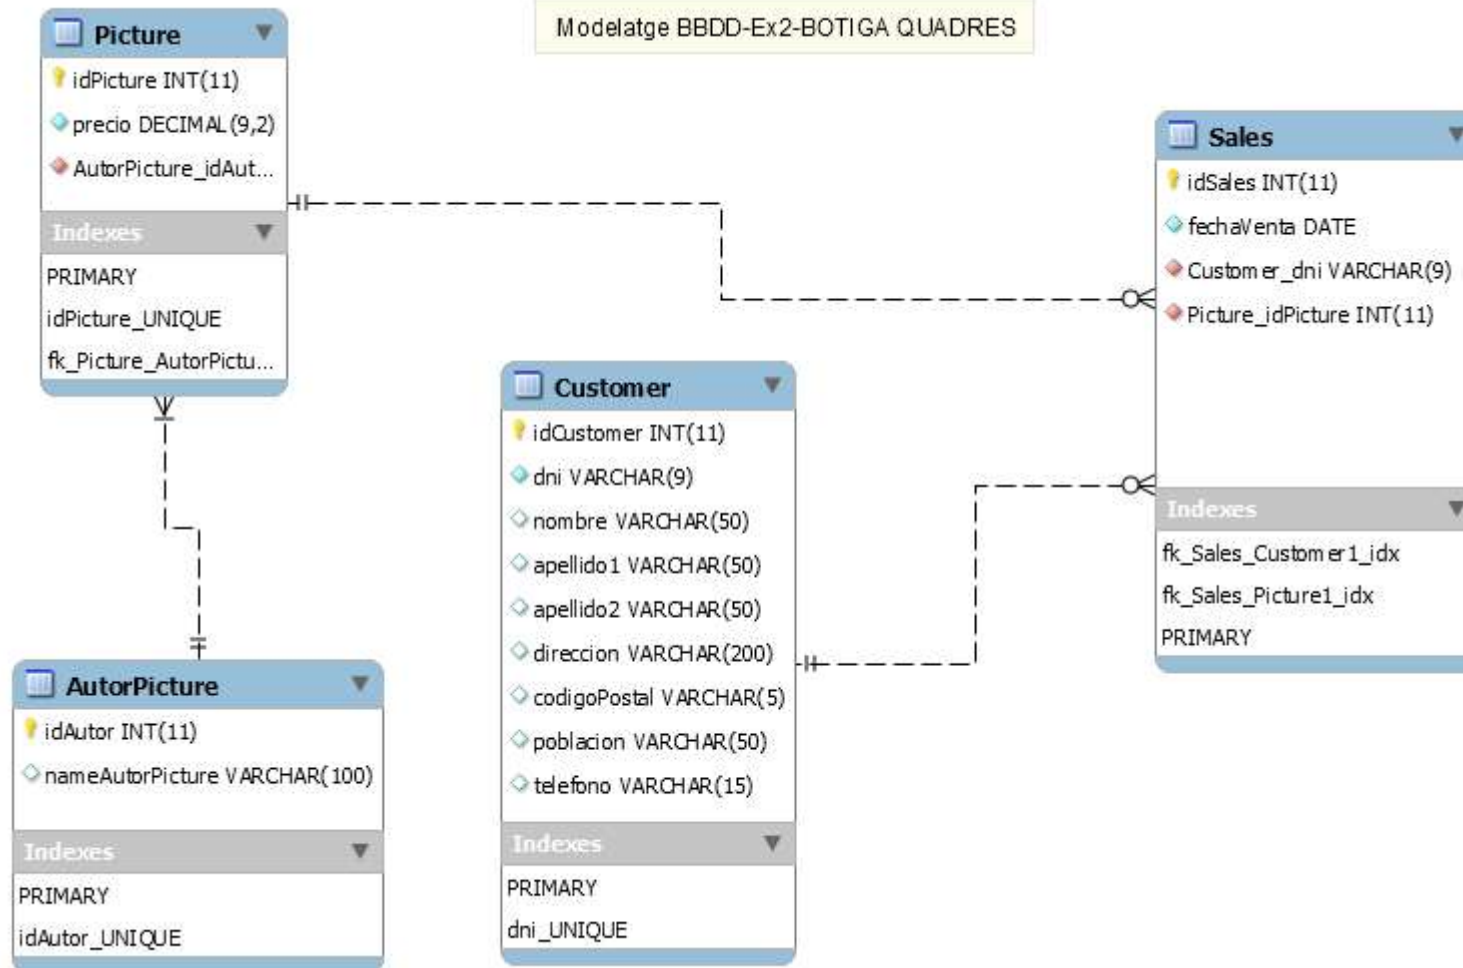 Modelatge BBDD-Ex2-BOTIGA QUADRES
Picture
idPicture INT(11)
precio DECIMAL(9,2)
AutorPicture_idAut...
Indexes
PRIMARY
idPicture_UNIQUE
fk_Picture_AutorPictu...
Sales
idSales INT(11)
fechaVenta DATE
Customer_dni VARCHAR(9)
Picture_idPicture INT(11)
Indexes
fk_Sales_Customer1_idx
fk_Sales_Picture1_idx
PRIMARY
Customer
idCustomer INT(11)
dni VARCHAR(9)
nombre VARCHAR(50)
apellido1 VARCHAR(50)
apellido2 VARCHAR(50)
direccion VARCHAR(200)
codigoPostal VARCHAR(5)
poblacion VARCHAR(50)
telefono VARCHAR(15)
Indexes
PRIMARY
dni_UNIQUE
AutorPicture
idAutor INT(11)
nameAutorPicture VARCHAR(100)
Indexes
PRIMARY
idAutor_UNIQUE